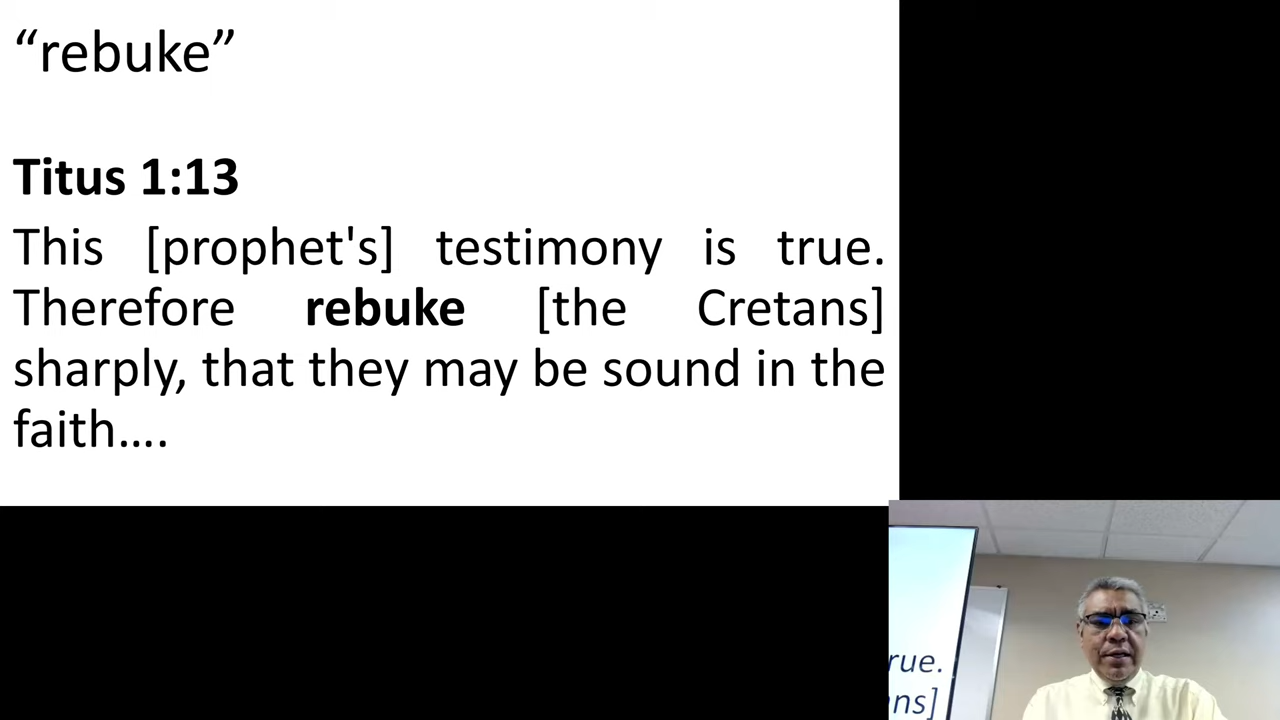 “rebuke”
Titus 1:13
This [prophet's] testimony is true.
Therefore rebuke [the Cretans]
sharply, that they may be sound in the
faith….
rue.
ns]